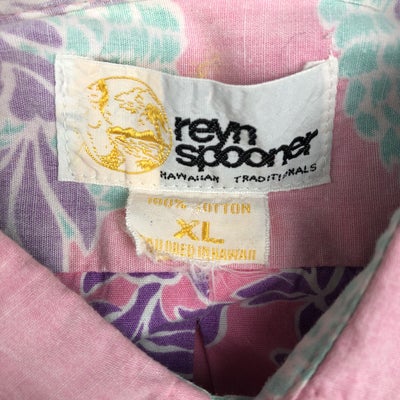 reyn
spooner
HAWAIIAN TRADITIONALS
100% COTTON
XL
TAILORED IN HAWAII